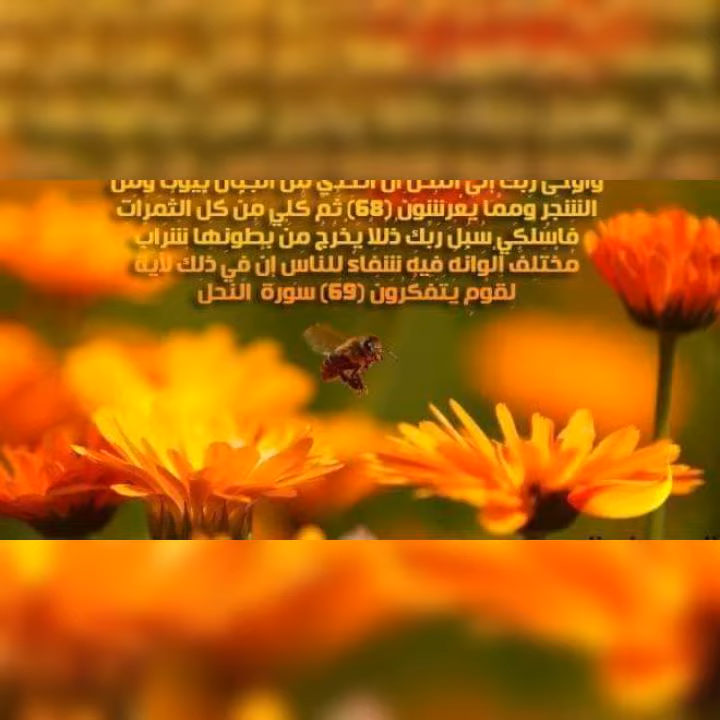 وأوحى ربك إلى النحل أن اتخذي من الجبال بيوتا ومن
الشجر ومما يعرشون (68) ثم كلي من كل الثمرات
فاسلكي سبل ربك ذللا يخرج من بطونها شراب
مختلف ألوانه فيه شفاء للناس إن في ذلك لآية
لقوم يتفكرون (69) سورة النحل